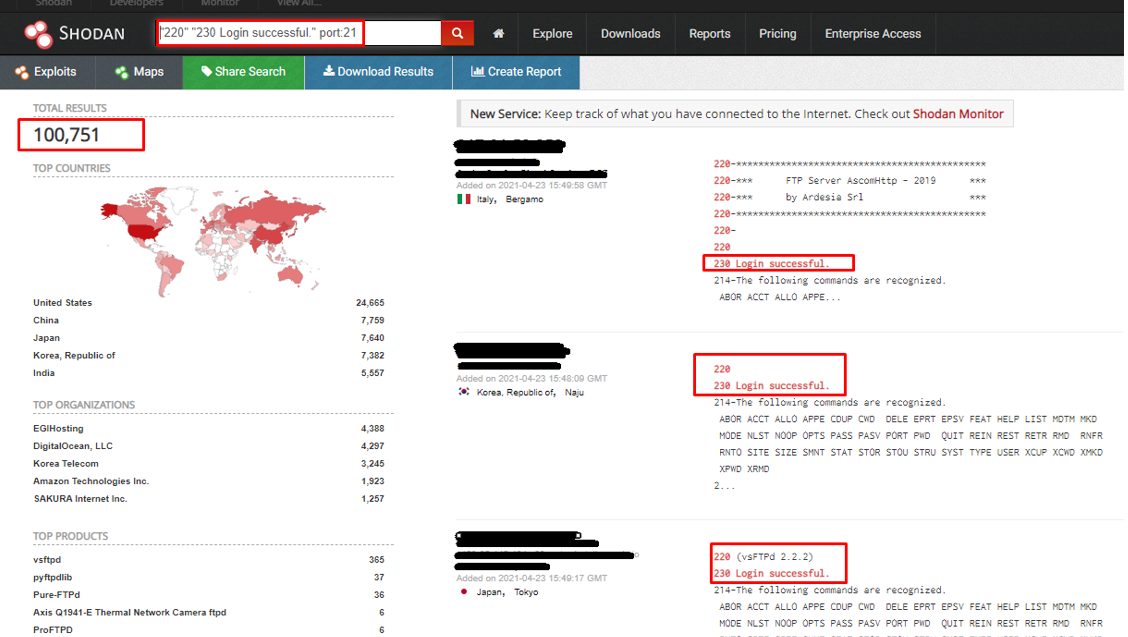 Shodan Developers Monitor View All...
SHODAN
"220" "230 Login successful." port:21
Explore Downloads Reports Pricing Enterprise Access
Exploits Maps Share Search Download Results Create Report
TOTAL RESULTS
100,751
TOP COUNTRIES
United States 24,665
China 7,759
Japan 7,640
Korea, Republic of 7,382
India 5,557
TOP ORGANIZATIONS
EGIHosting 4,388
DigitalOcean, LLC 4,297
Korea Telecom 3,245
Amazon Technologies Inc. 1,923
SAKURA Internet Inc. 1,257
TOP PRODUCTS
vsftpd 365
pyftpdlib 37
Pure-FTPd 36
Axis Q1941-E Thermal Network Camera ftpd 6
ProFTPD 6
New Service: Keep track of what you have connected to the Internet. Check out Shodan Monitor
Added on 2021-04-23 15:49:58 GMT
Italy, Bergamo
220-**********************************************
220-*** FTP Server AscomHttp - 2019 ***
220-*** by Ardesia Srl ***
220-**********************************************
220-
220
230 Login successful.
214-The following commands are recognized.
ABOR ACCT ALLO APPE...
Added on 2021-04-23 15:48:09 GMT
Korea, Republic of, Naju
220
230 Login successful.
214-The following commands are recognized.
ABOR ACCT ALLO APPE CDUP CWD DELE EPRT EPSV FEAT HELP LIST MDTM MKD
MODE NLST NOOP OPTS PASS PASV PORT PWD QUIT REIN REST RETR RMD RNFR
RNTO SITE SIZE SMNT STAT STOR STOU STRU SYST TYPE USER XCUP XCWD XMKD
XPWD XRMD
2...
Added on 2021-04-23 15:49:17 GMT
Japan, Tokyo
220 (vsFTPd 2.2.2)
230 Login successful.
214-The following commands are recognized.
ABOR ACCT ALLO APPE CDUP CWD DELE EPRT EPSV FEAT HELP LIST MDTM MKD
MODE NLST NOOP OPTS PASS PASV PORT PWD QUIT REIN REST RETR RMD RNFR